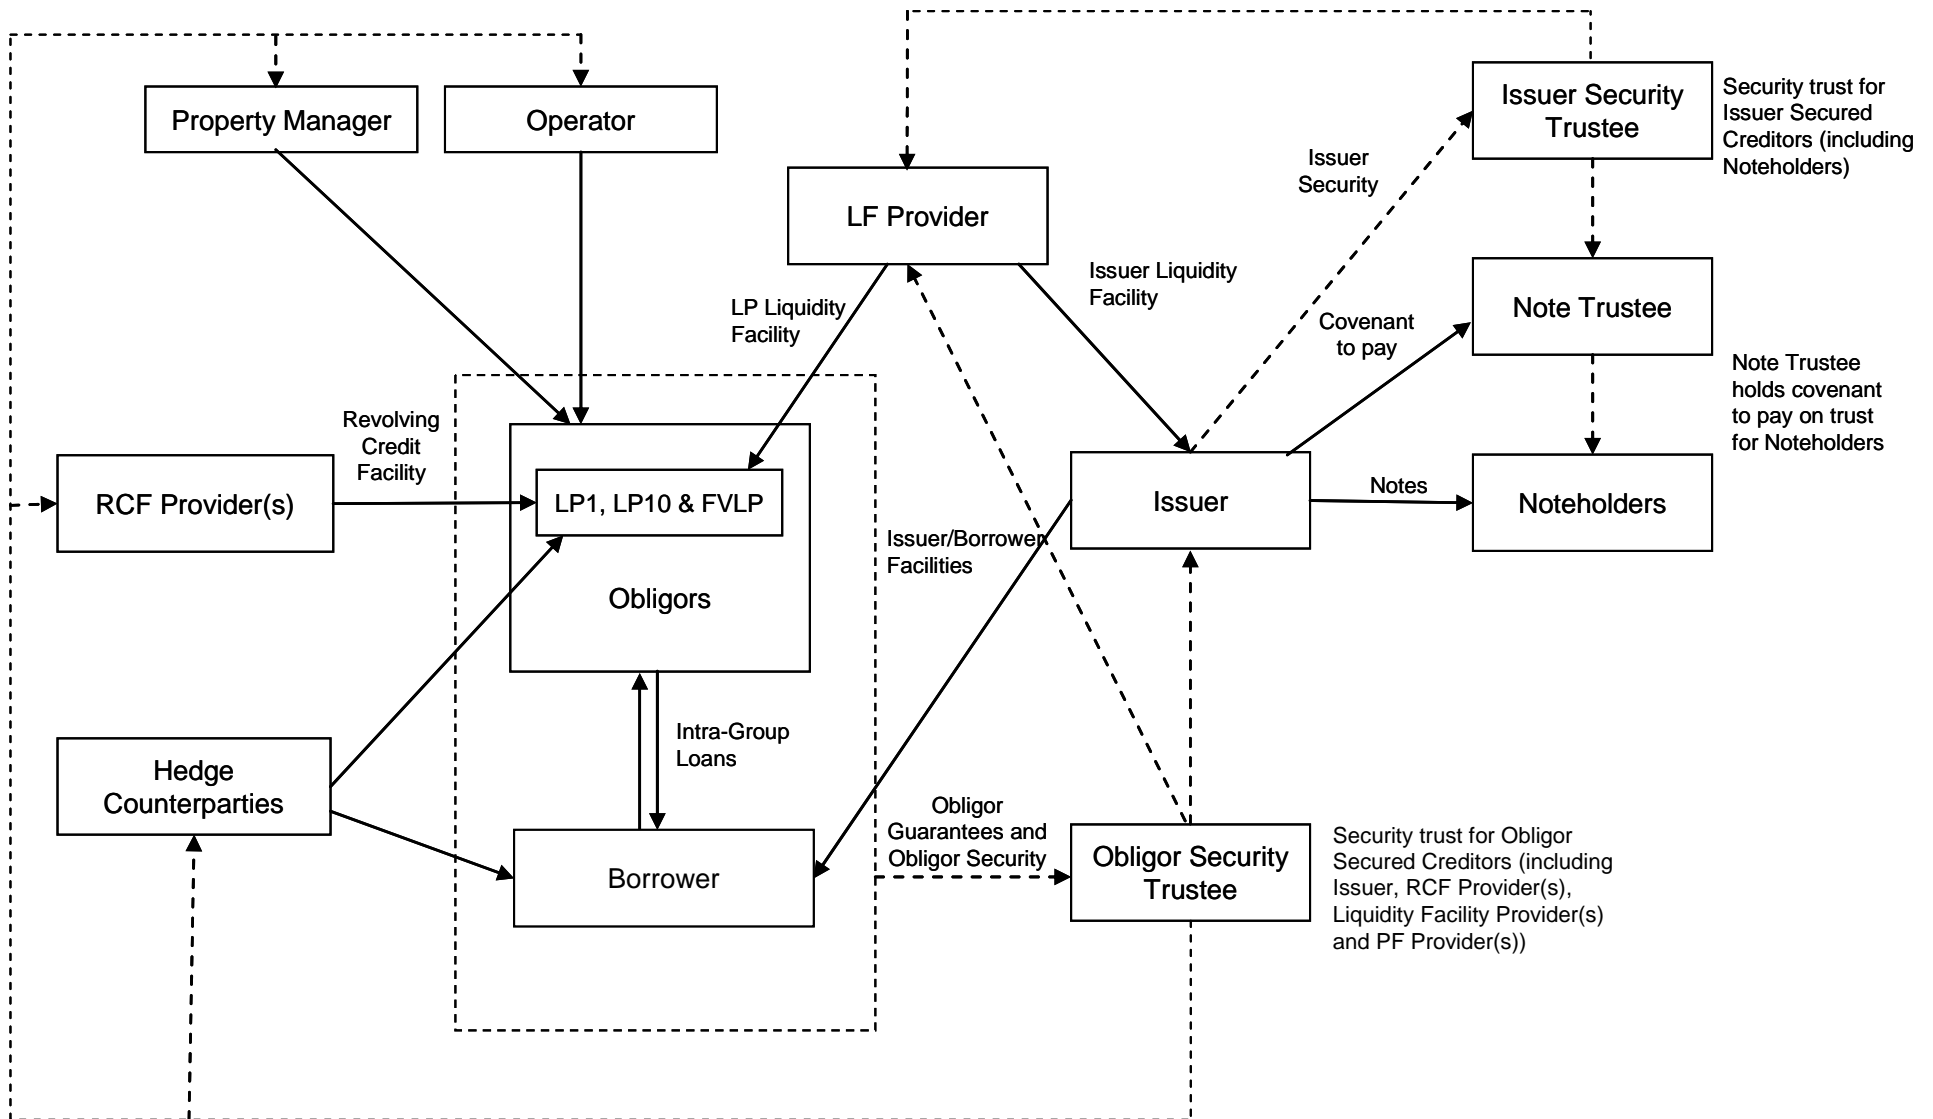 Property Manager
Operator
Issuer Security
Trustee
Security trust for
Issuer Secured
Creditors (including
Noteholders)
Issuer
Security
LF Provider
Issuer Liquidity
Facility
LP Liquidity
Facility
Covenant
to pay
Note Trustee
Note Trustee
holds covenant
to pay on trust
for Noteholders
Revolving
Credit
Facility
RCF Provider(s)
LP1, LP10 & FVLP
Obligors
Issuer/Borrower
Facilities
Issuer
Notes
Noteholders
Intra-Group
Loans
Hedge
Counterparties
Borrower
Obligor
Guarantees and
Obligor Security
Obligor Security
Trustee
Security trust for Obligor
Secured Creditors (including
Issuer, RCF Provider(s),
Liquidity Facility Provider(s)
and PF Provider(s))